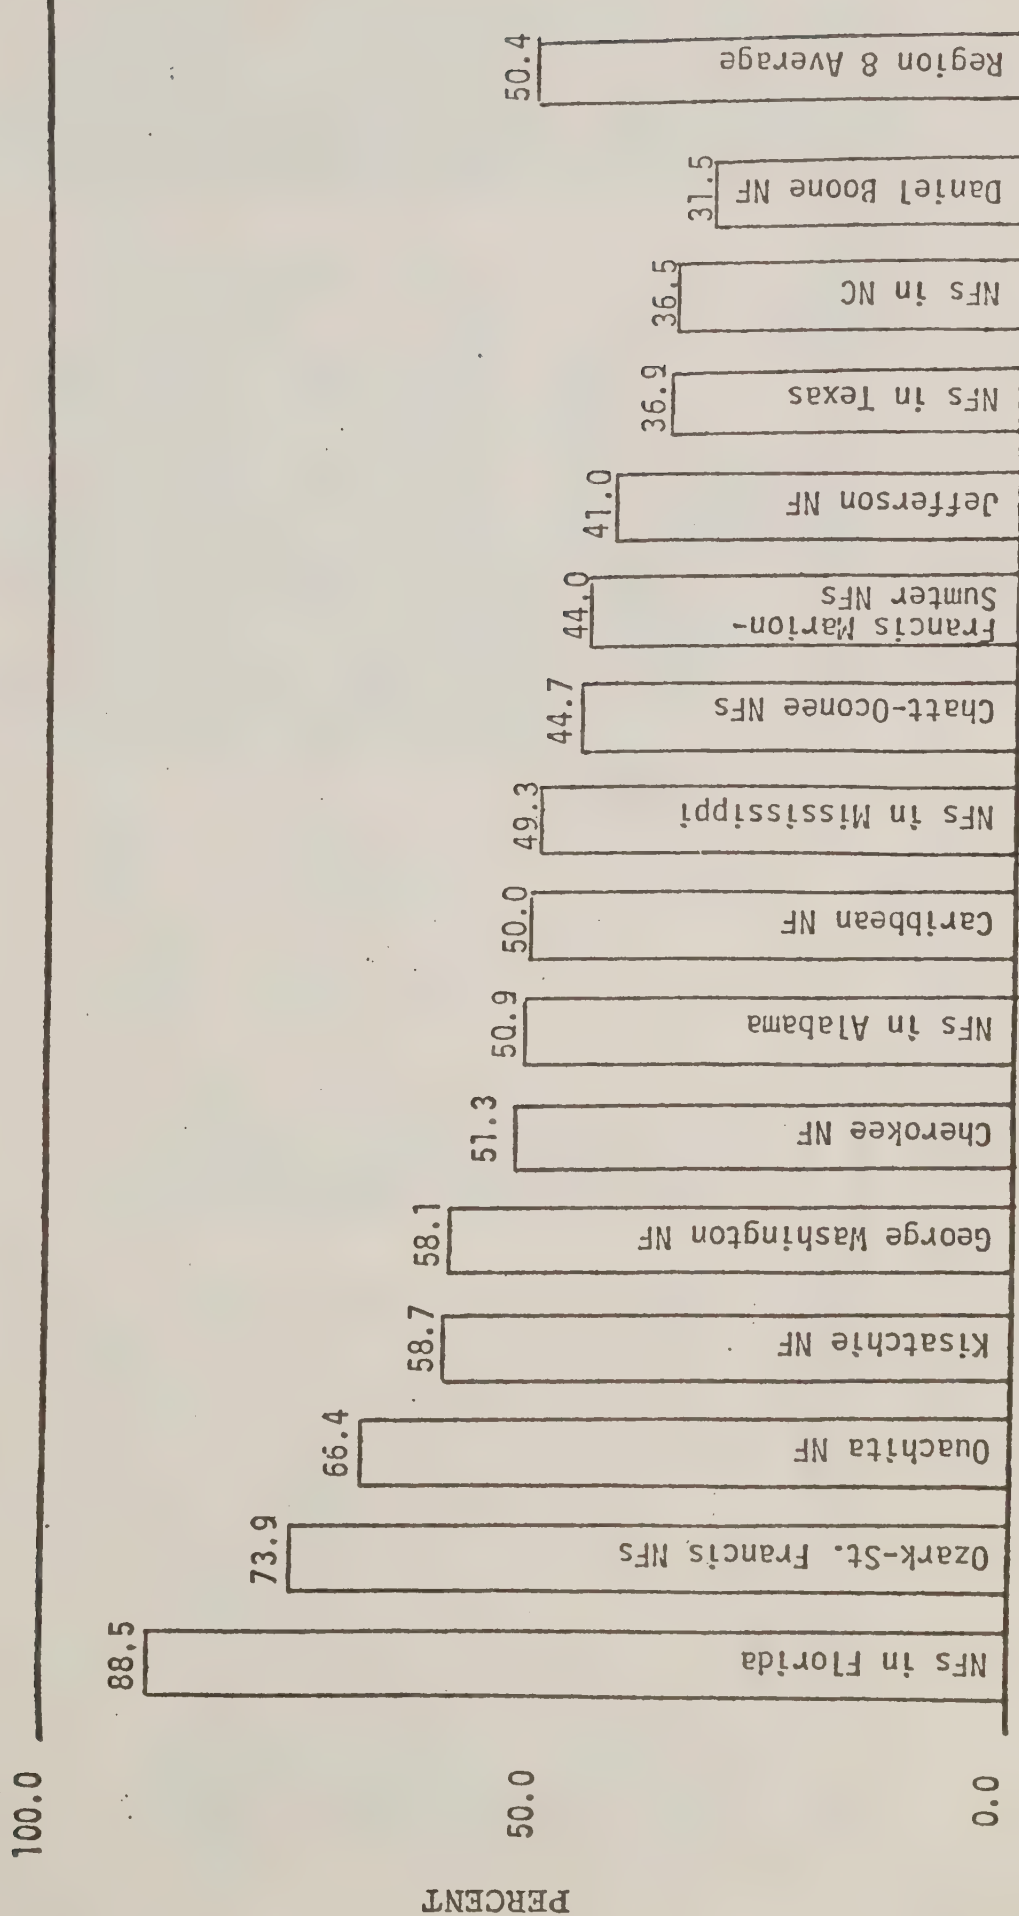 PERCENT
100.0
50.0
0.0
88.5
NFs in Florida
73.9
Ozark-St. Francis NFs
66.4
Ouachita NF
58.7
Kisatchie NF
58.1
George Washington NF
51.3
Cherokee NF
50.9
NFs in Alabama
50.0
Caribbean NF
49.3
NFs in Mississippi
44.7
Chatt-Oconee NFs
44.0
Francis Marion-
Sumter NFs
41.0
Jefferson NF
36.9
NFs in Texas
36.5
NFs in NC
31.5
Daniel Boone NF
50.4
Region 8 Average